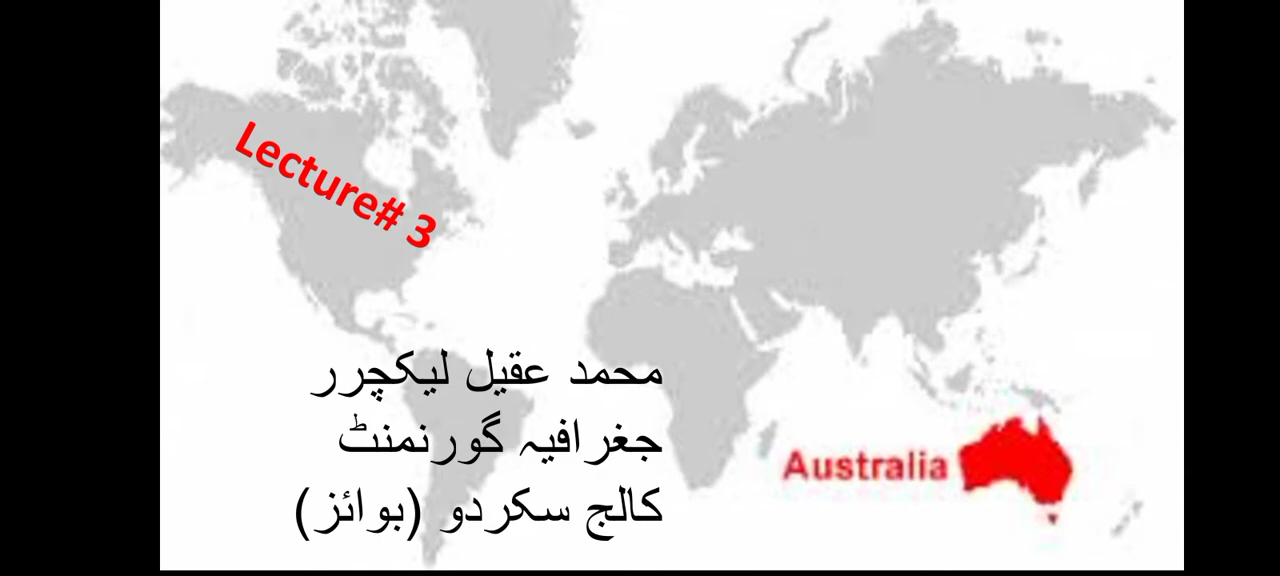 Lecture# 3
محمد عقیل لیکچرر
جغرافیہ گورنمنٹ
کالج سکردو (بوائز)
Australia